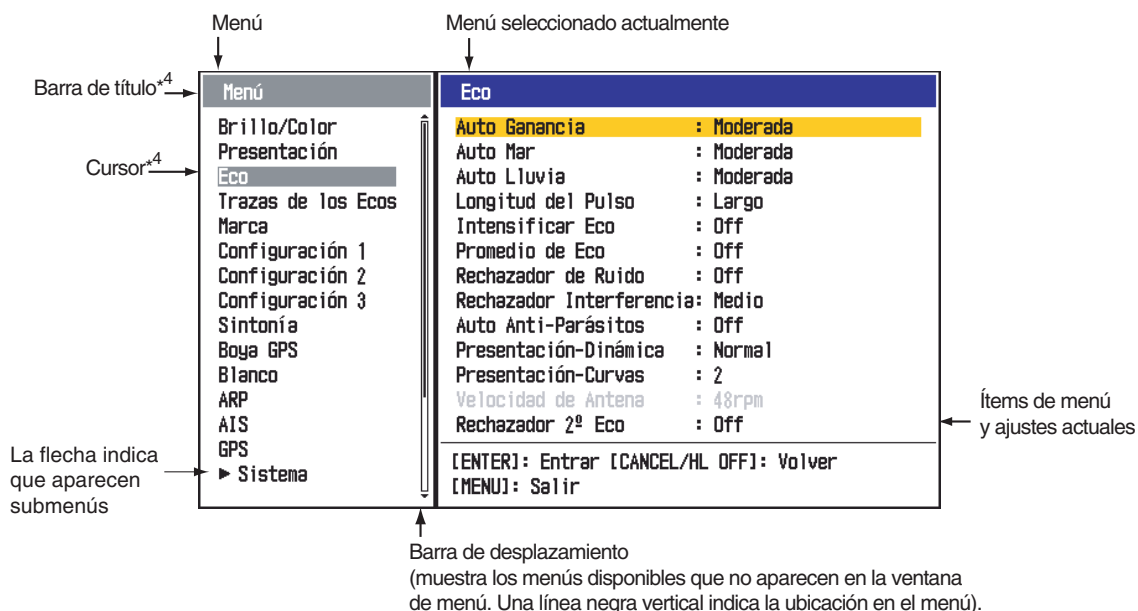 Menú
Menú seleccionado actualmente
Barra de título*4
Menú
Eco
Cursor*4
Brillo/Color
Presentación
Eco
Trazas de los Ecos
Marca
Configuración 1
Configuración 2
Configuración 3
Sintonía
Boya GPS
Blanco
ARP
AIS
GPS
▶ Sistema
Auto Ganancia : Moderada
Auto Mar : Moderada
Auto Lluvia : Moderada
Longitud del Pulso : Largo
Intensificar Eco : Off
Promedio de Eco : Off
Rechazador de Ruido : Off
Rechazador Interferencia: Medio
Auto Anti-Parásitos : Off
Presentación-Dinámica : Normal
Presentación-Curvas : 2
Velocidad de Antena : 48rpm
Rechazador 2º Eco : Off
[ENTER]: Entrar [CANCEL/HL OFF]: Volver
[MENU]: Salir
Ítems de menú
y ajustes actuales
La flecha indica
que aparecen
submenús
Barra de desplazamiento
(muestra los menús disponibles que no aparecen en la ventana
de menú. Una línea negra vertical indica la ubicación en el menú).